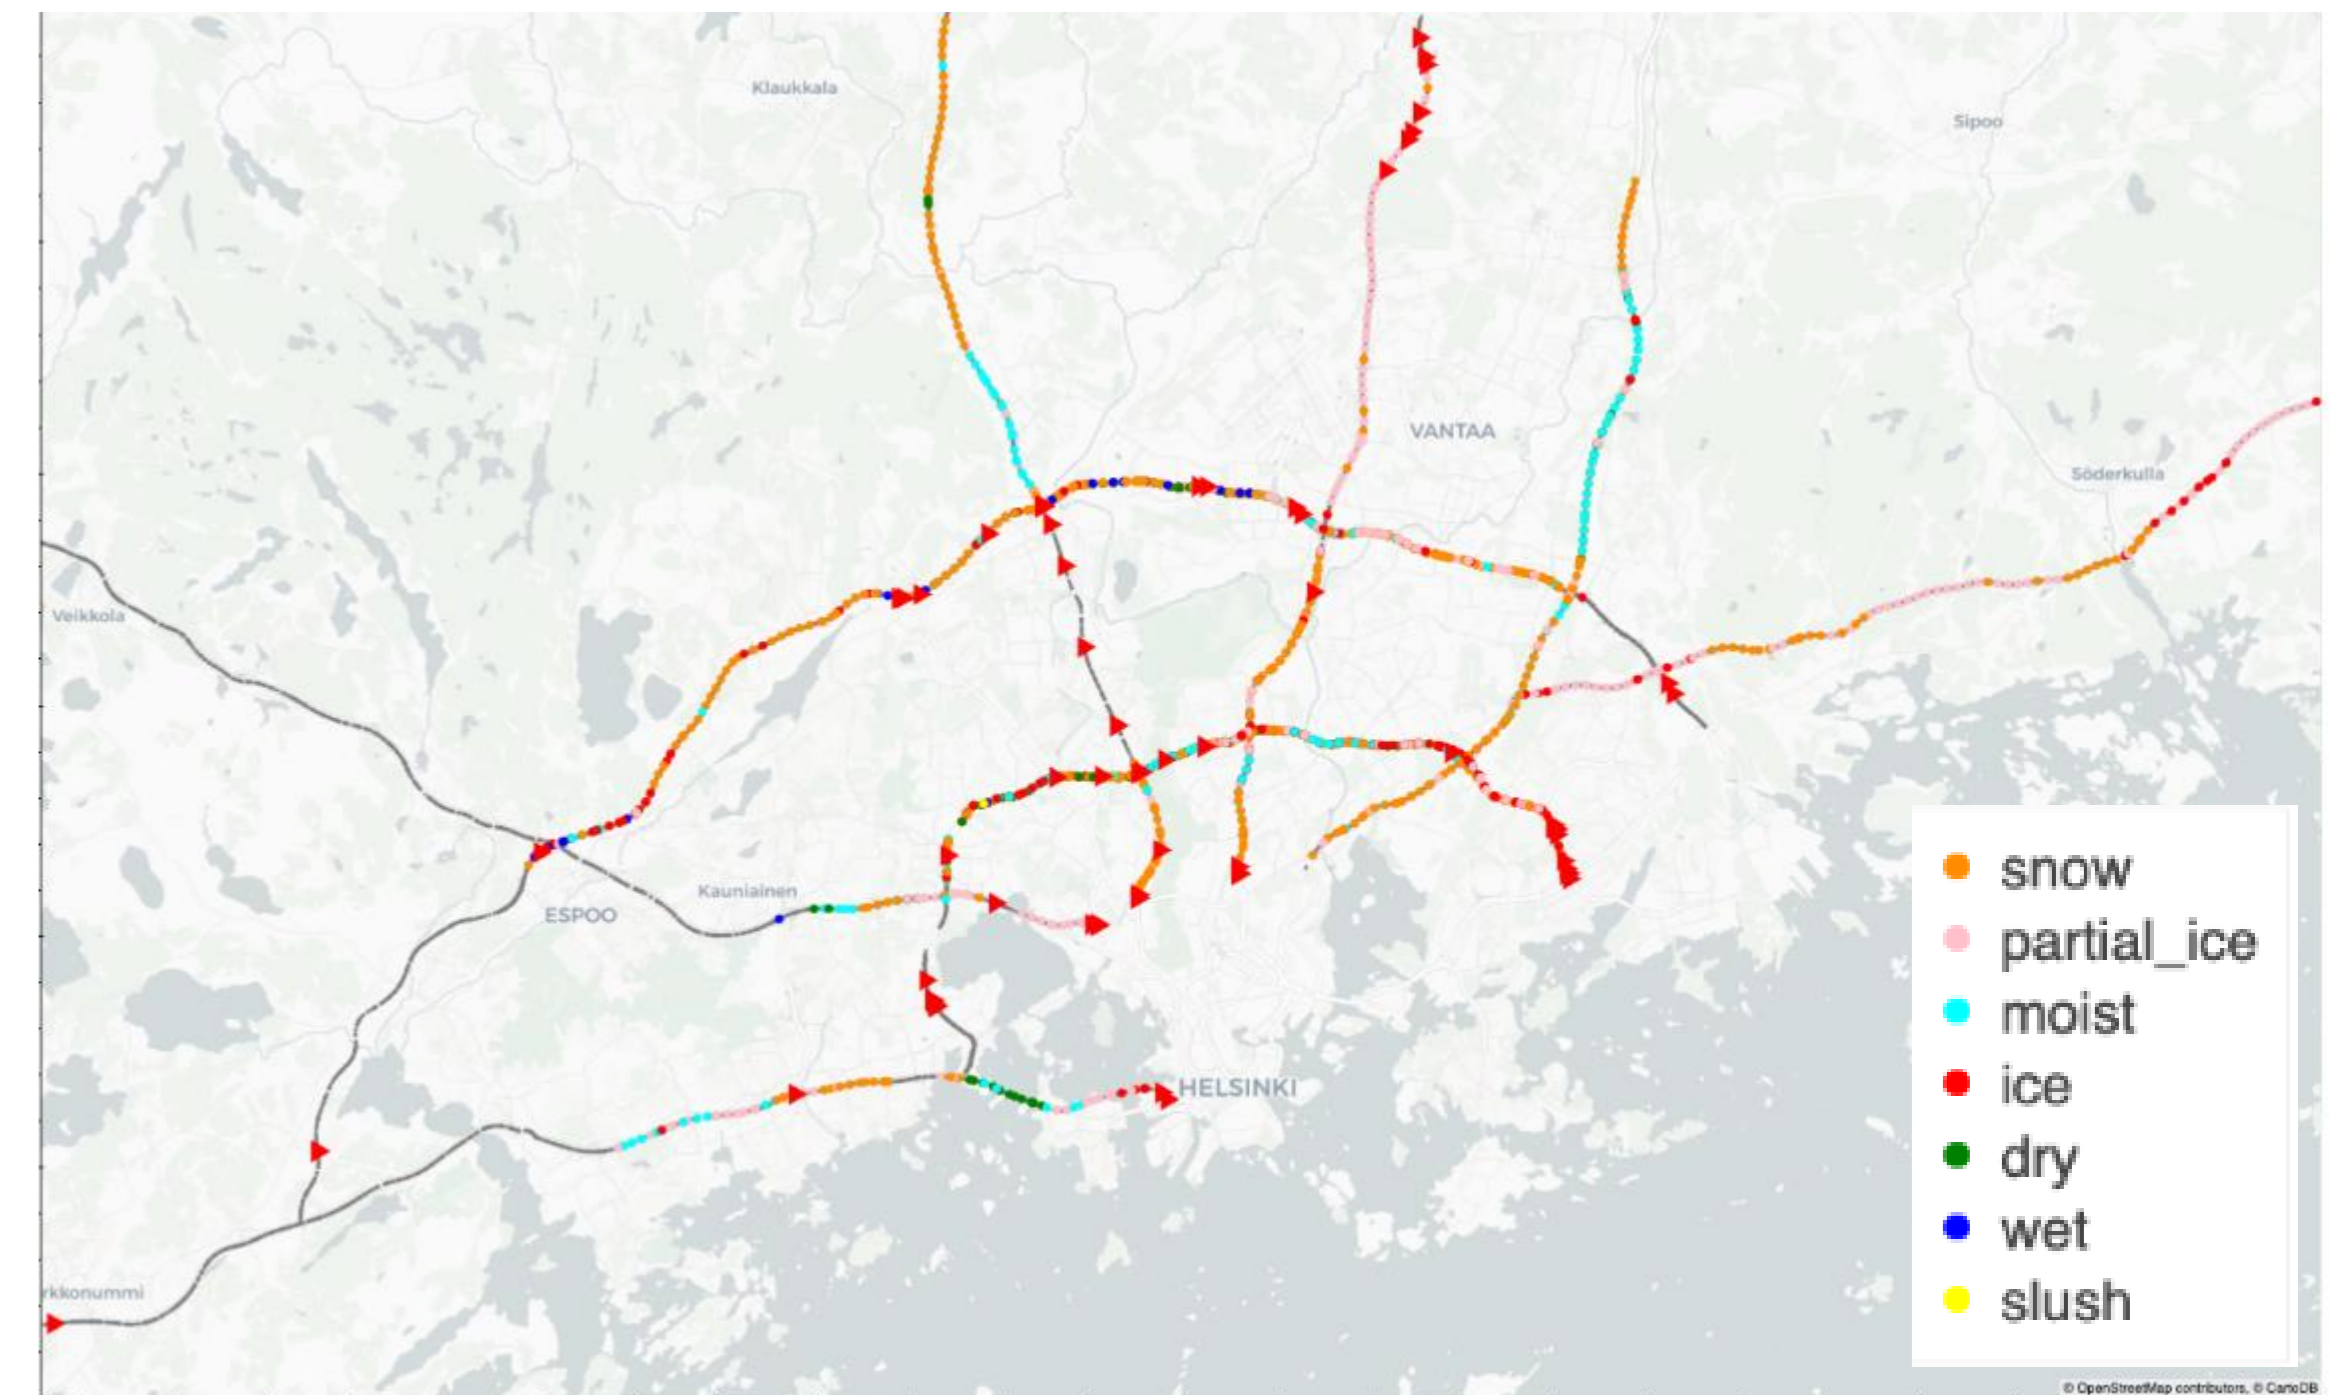 Klaukkala
Sipoo
VANTAA
Söderkulla
Veikkola
Kauniainen
ESPOO
HELSINKI
rkkonummi
snow
partial_ice
moist
ice
dry
wet
slush
© OpenStreetMap contributors, © CartoDB